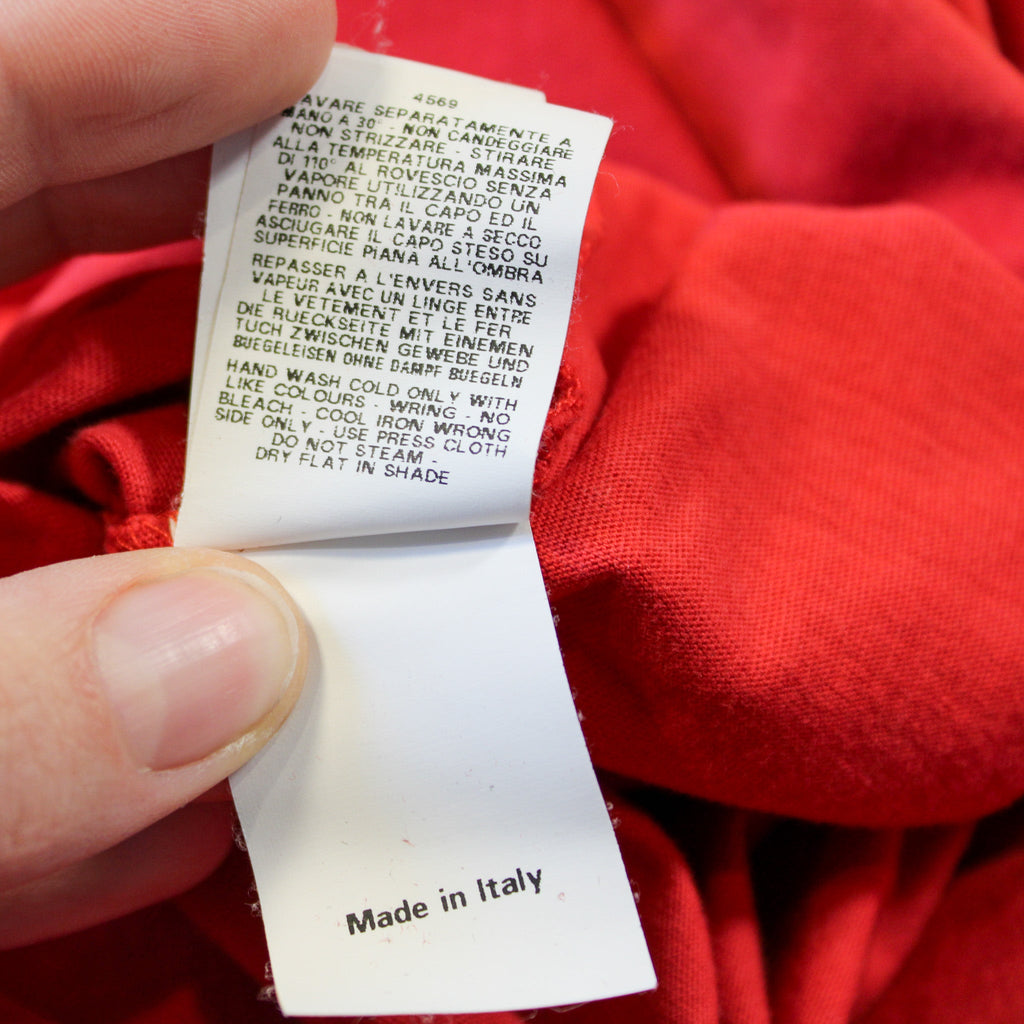 4569
LAVARE SEPARATAMENTE A
MANO A 30° - NON CANDEGGIARE
NON STRIZZARE - STIRARE
ALLA TEMPERATURA MASSIMA
DI 110° AL ROVESCIO SENZA
VAPORE UTILIZZANDO UN
PANNO TRA IL CAPO ED IL
FERRO - NON LAVARE A SECCO
ASCIUGARE IL CAPO STESO SU
SUPERFICIE PIANA ALL'OMBRA
REPASSER A L'ENVERS SANS
VAPEUR AVEC UN LINGE ENTRE
LE VETEMENT ET LE FER
DIE RUECKSEITE MIT EINEMEN
TUCH ZWISCHEN GEWEBE UND
BUEGELEISEN OHNE DAMPF BUEGELN
HAND WASH COLD ONLY WITH
LIKE COLOURS - WRING - NO
BLEACH - COOL IRON WRONG
SIDE ONLY - USE PRESS CLOTH
DO NOT STEAM -
DRY FLAT IN SHADE
Made in Italy